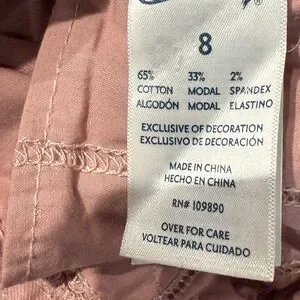 8
65% 33% 2%
COTTON MODAL SPANDEX
ALGODÓN MODAL ELASTINO
EXCLUSIVE OF DECORATION
EXCLUSIVO DE DECORACIÓN
MADE IN CHINA
HECHO EN CHINA
RN# 109890
OVER FOR CARE
VOLTEAR PARA CUIDADO